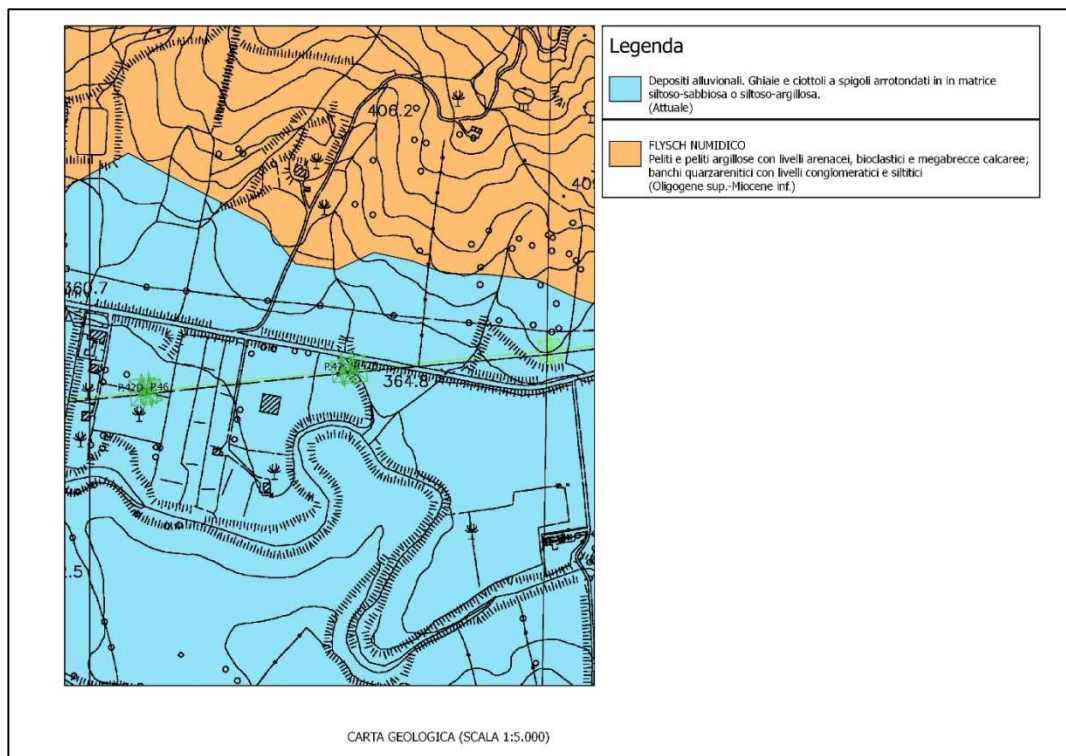 Legenda
Depositi alluvionali. Ghiaie e ciottoli a spigoli arrotondati in in matrice
siltoso-sabbiosa o siltoso-argillosa.
(Attuale)
FLYSCH NUMIDICO
Peliti e peliti argillose con livelli arenacei, bioclastici e megabrecce calcaree;
banchi quarzarenitici con livelli conglomeratici e siltitici
(Oligogene sup.-Miocene inf.)
406.2
360.7
364.8
CARTA GEOLOGICA (SCALA 1:5.000)